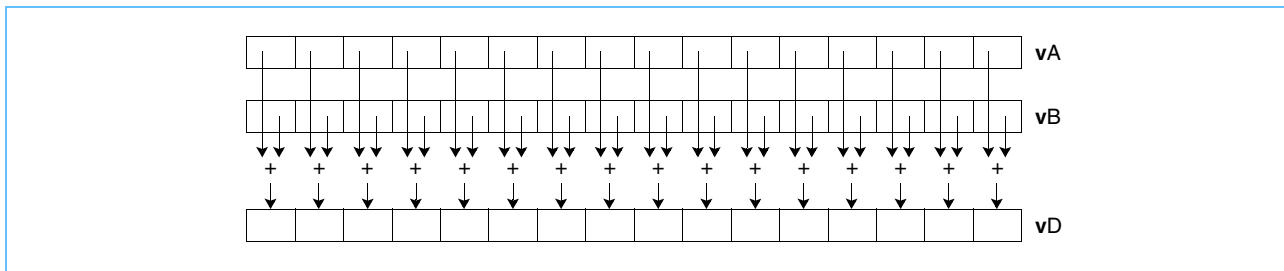 vA
vB
+ + + + + + + + + + + + + + + +
vD